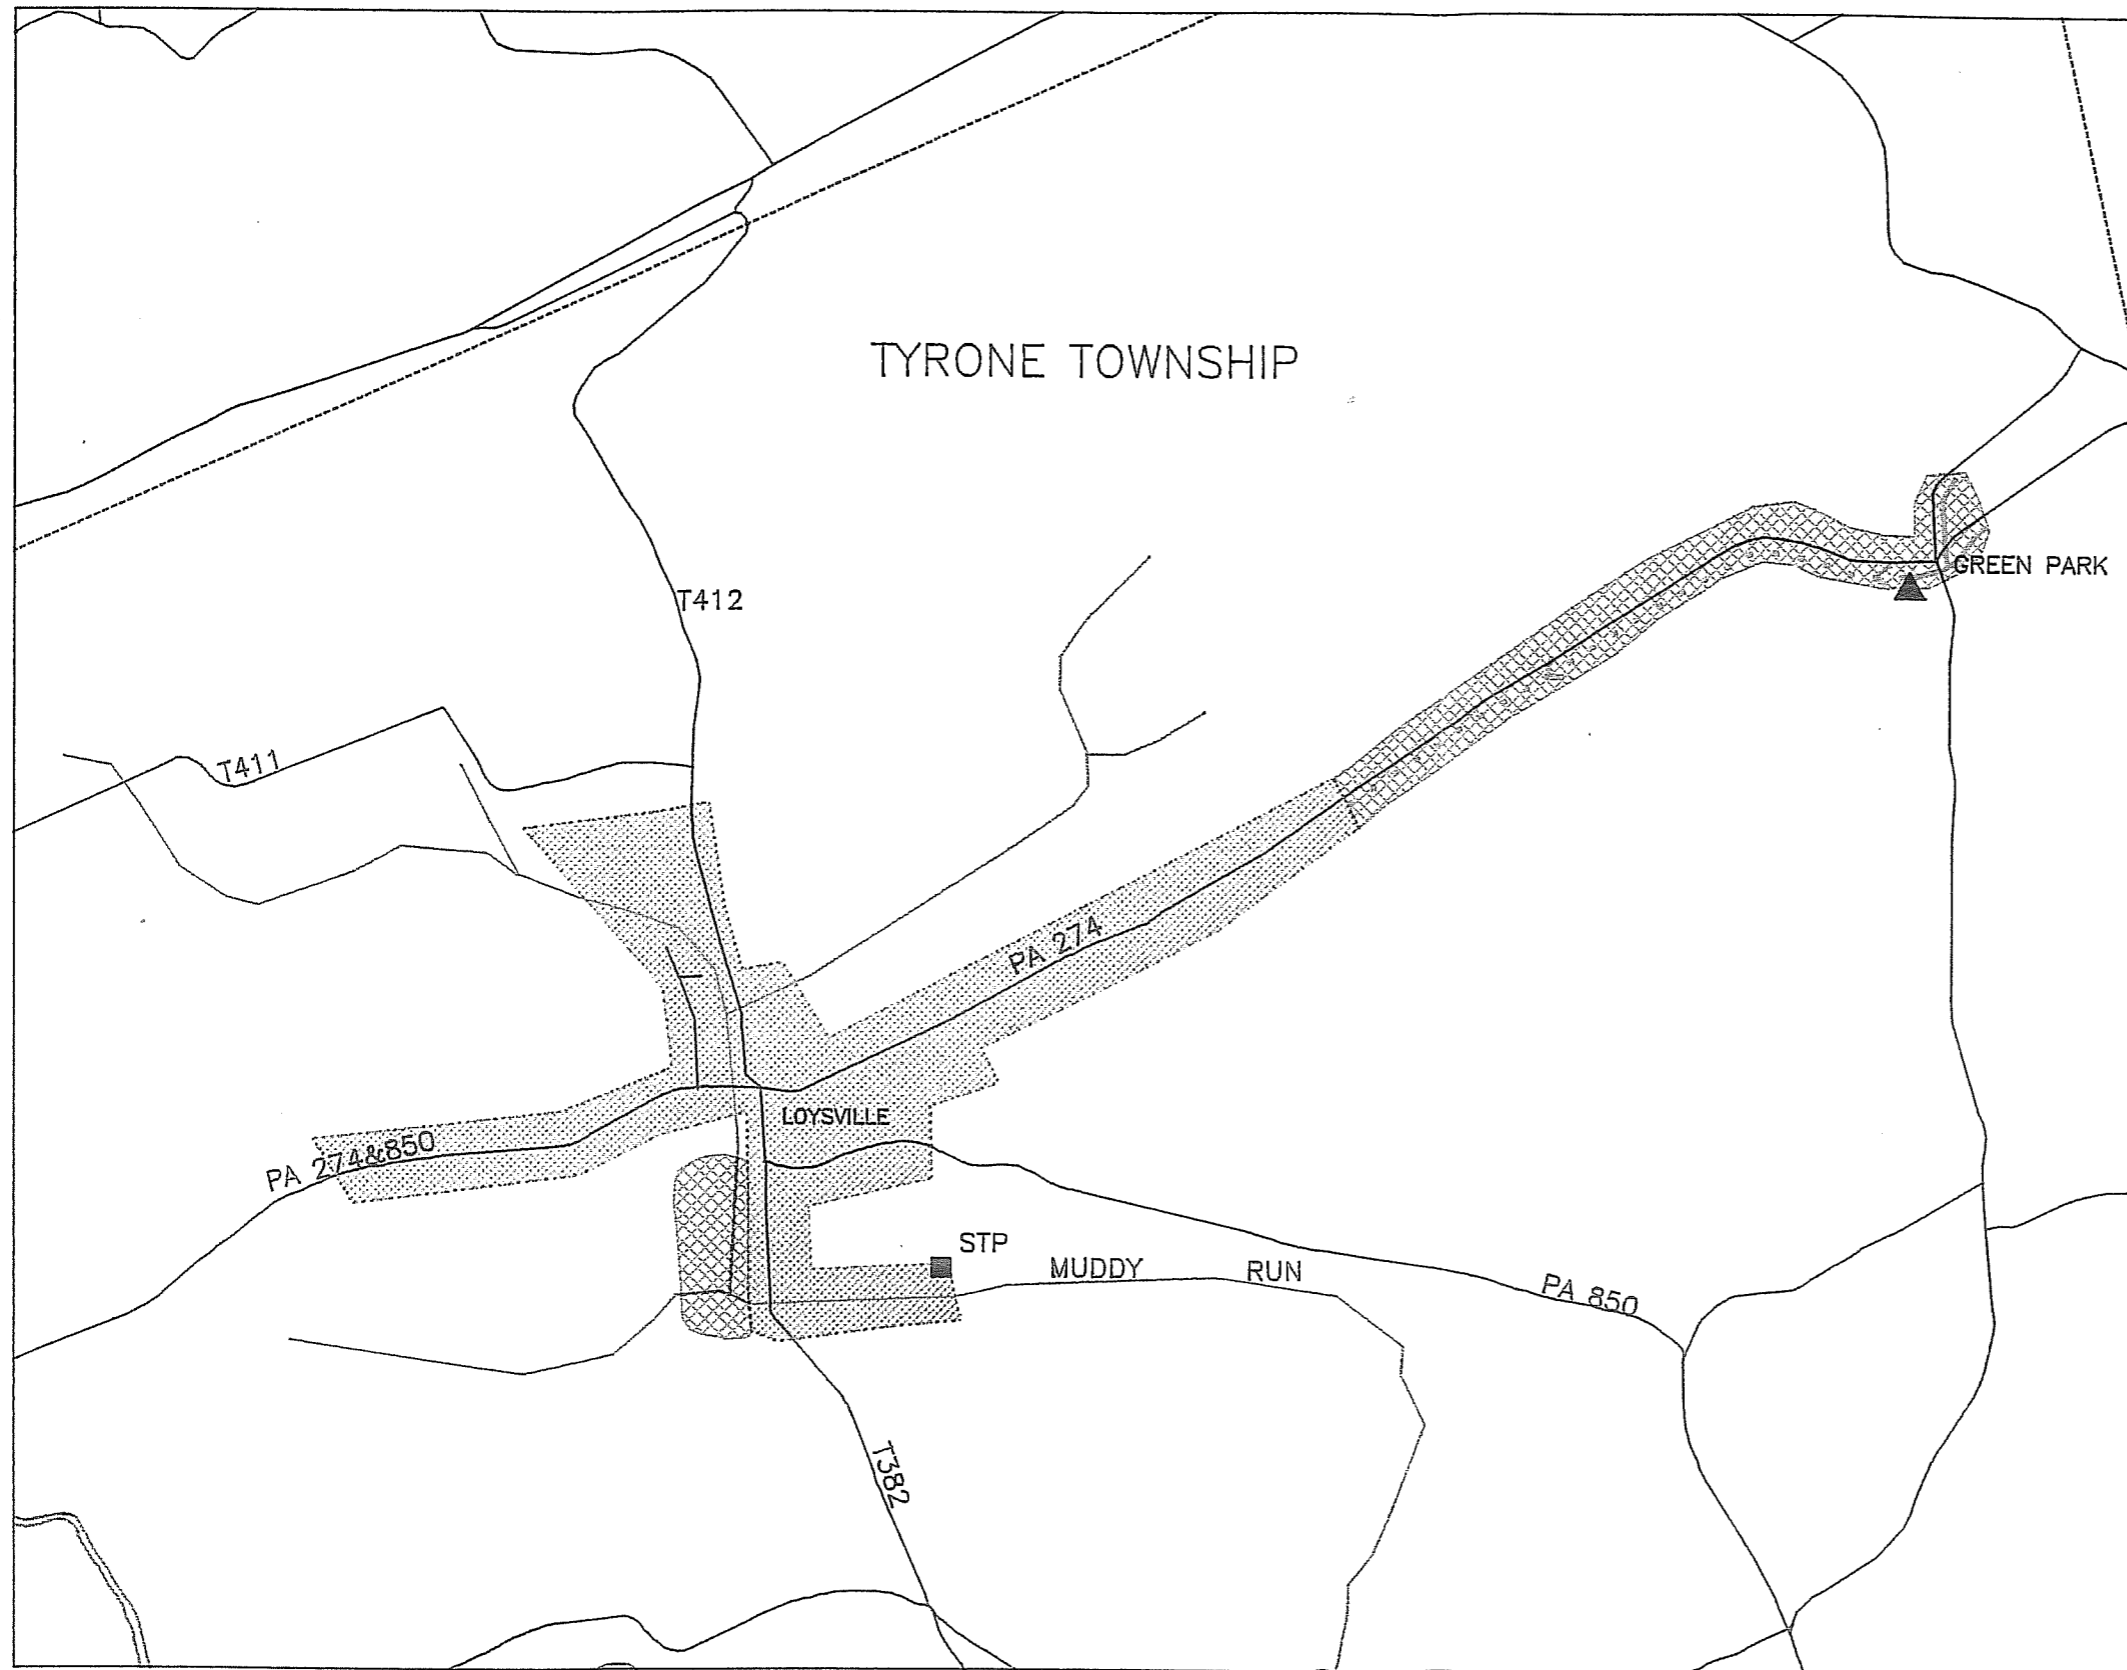 TYRONE TOWNSHIP
GREEN PARK
T412
T411
PA 274
LOYSVILLE
PA 274&850
STP
MUDDY RUN
PA 850
T382